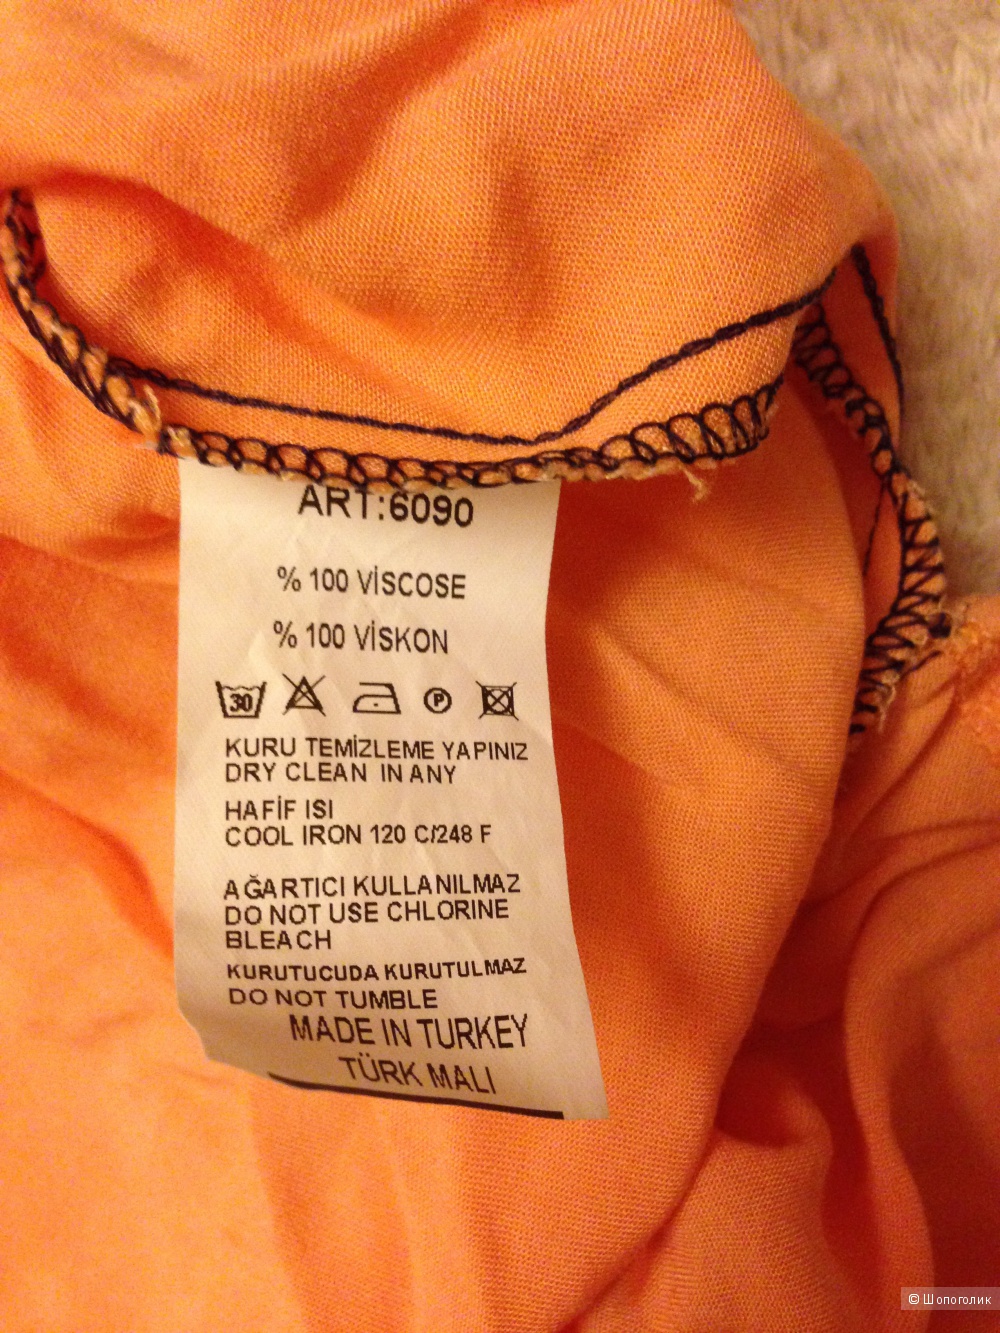 ART:6090
% 100 VİSCOSE
% 100 VİSKON
30 P
KURU TEMİZLEME YAPINIZ
DRY CLEAN IN ANY
HAFİF ISI
COOL IRON 120 C/248 F
AĞARTICI KULLANILMAZ
DO NOT USE CHLORINE
BLEACH
KURUTUCUDA KURUTULMAZ
DO NOT TUMBLE
MADE IN TURKEY
TÜRK MALI
© Шопоголик